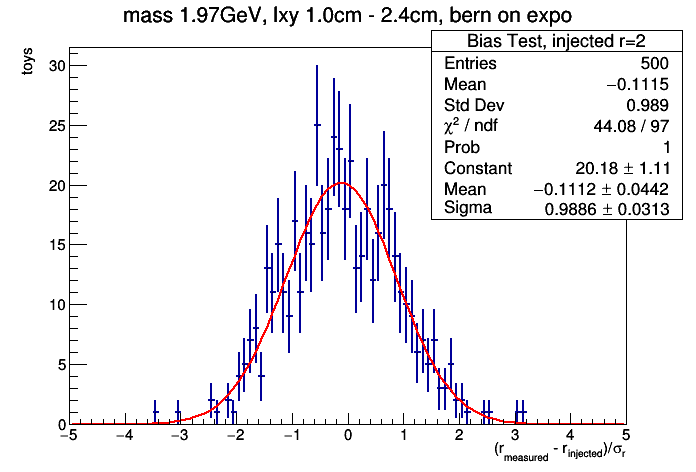 mass 1.97GeV, lxy 1.0cm - 2.4cm, bern on expo
Bias Test, injected r=2
Entries 500
Mean −0.1115
Std Dev 0.989
χ² / ndf 44.08 / 97
Prob 1
Constant 20.18 ± 1.11
Mean −0.1112 ± 0.0442
Sigma 0.9886 ± 0.0313
toys
30
25
20
15
10
5
0
−5 −4 −3 −2 −1 0 1 2 3 4 5
(r_measured - r_injected)/σ_r